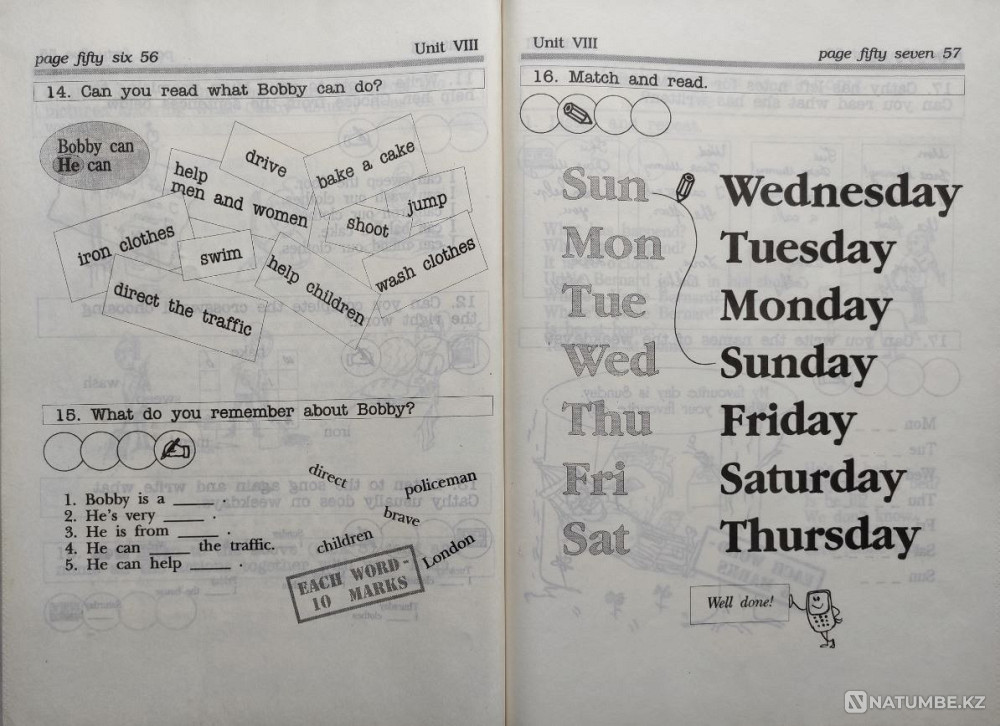 page fifty six 56
Unit VIII
14. Can you read what Bobby can do?
Bobby can
He can
drive
bake a cake
help
men and women
jump
shoot
iron clothes
swim
wash clothes
help children
direct the traffic
15. What do you remember about Bobby?
1. Bobby is a _____ .
2. He's very _____ .
3. He is from _____ .
4. He can _____ the traffic.
5. He can help _____ .
direct
policeman
brave
children
London
EACH WORD-
10 MARKS
Unit VIII
page fifty seven 57
16. Match and read.
Sun
Wednesday
Mon
Tuesday
Tue
Monday
Wed
Sunday
Thu
Friday
Fri
Saturday
Sat
Thursday
Well done!
NATUMBE.KZ